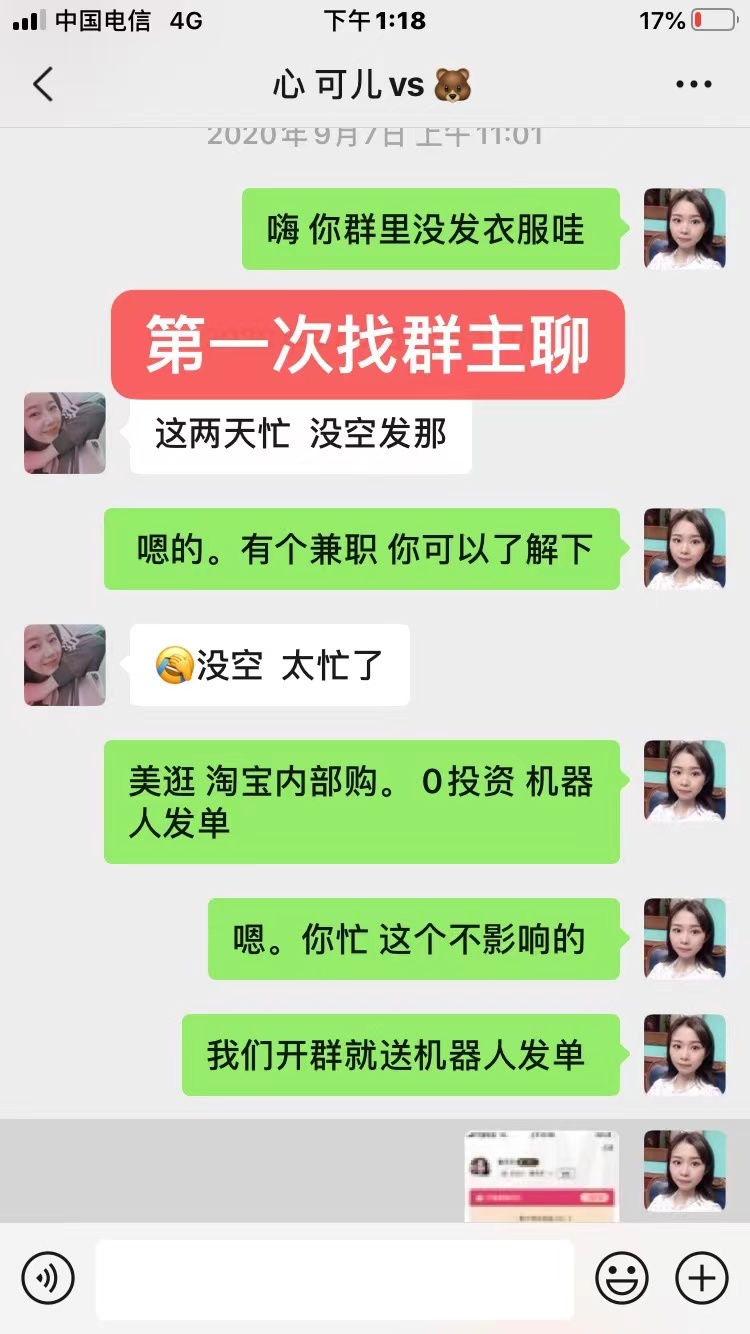 中国电信 4G 下午1:18 17%
心 可儿vs🐻
2020年9月7日 上午11:01
嗨 你群里没发衣服哇
第一次找群主聊
这两天忙 没空发那
嗯的。有个兼职 你可以了解下
🤦没空 太忙了
美逛 淘宝内部购。 0投资 机器
人发单
嗯。你忙 这个不影响的
我们开群就送机器人发单